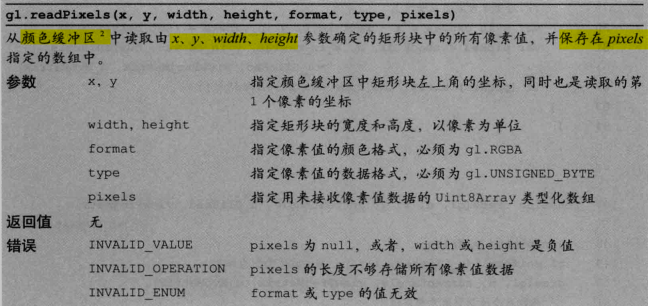 gl.readPixels(x, y, width, height, format, type, pixels)
从颜色缓冲区²中读取由 x、y、width、height 参数确定的矩形块中的所有像素值，并保存在 pixels
指定的数组中。
参数 x, y 指定颜色缓冲区中矩形块左上角的坐标，同时也是读取的第
1 个像素的坐标
width, height 指定矩形块的宽度和高度，以像素为单位
format 指定像素值的颜色格式，必须为 gl.RGBA
type 指定像素值的数据格式，必须为 gl.UNSIGNED_BYTE
pixels 指定用来接收像素值数据的 Uint8Array 类型化数组
返回值 无
错误 INVALID_VALUE pixels 为 null，或者，width 或 height 是负值
INVALID_OPERATION pixels 的长度不够存储所有像素值数据
INVALID_ENUM format 或 type 的值无效